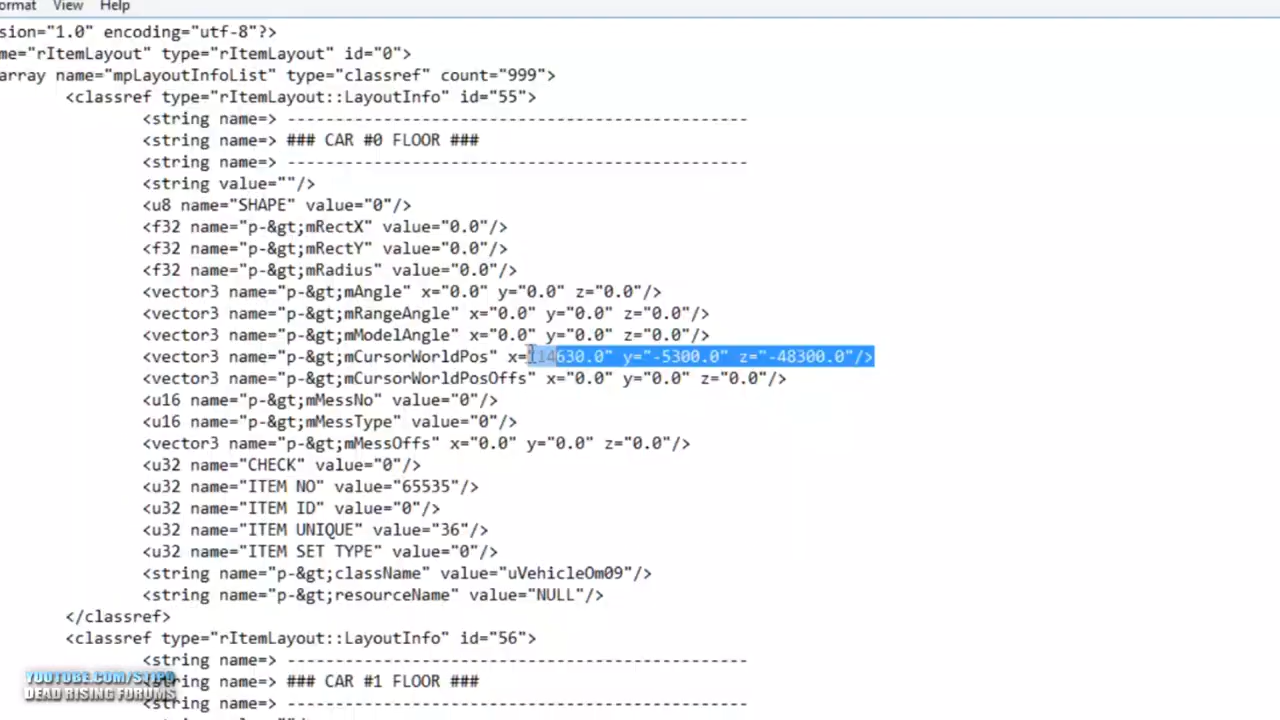 ormat View Help
sion="1.0" encoding="utf-8"?>
me="rItemLayout" type="rItemLayout" id="0">
array name="mpLayoutInfoList" type="classref" count="999">
<classref type="rItemLayout::LayoutInfo" id="55">
<string name=> ------------------------------------------------
<string name=> ### CAR #0 FLOOR ###
<string name=> ------------------------------------------------
<string value=""/>
<u8 name="SHAPE" value="0"/>
<f32 name="p-&gt;mRectX" value="0.0"/>
<f32 name="p-&gt;mRectY" value="0.0"/>
<f32 name="p-&gt;mRadius" value="0.0"/>
<vector3 name="p-&gt;mAngle" x="0.0" y="0.0" z="0.0"/>
<vector3 name="p-&gt;mRangeAngle" x="0.0" y="0.0" z="0.0"/>
<vector3 name="p-&gt;mModelAngle" x="0.0" y="0.0" z="0.0"/>
<vector3 name="p-&gt;mCursorWorldPos" x= y="-5300.0" z="-48300.0"/>
<vector3 name="p-&gt;mCursorWorldPosOffs" x="0.0" y="0.0" z="0.0"/>
<u16 name="p-&gt;mMessNo" value="0"/>
<u16 name="p-&gt;mMessType" value="0"/>
<vector3 name="p-&gt;mMessOffs" x="0.0" y="0.0" z="0.0"/>
<u32 name="CHECK" value="0"/>
<u32 name="ITEM NO" value="65535"/>
<u32 name="ITEM ID" value="0"/>
<u32 name="ITEM UNIQUE" value="36"/>
<u32 name="ITEM SET TYPE" value="0"/>
<string name="p-&gt;className" value="uVehicleOm09"/>
<string name="p-&gt;resourceName" value="NULL"/>
</classref>
<classref type="rItemLayout::LayoutInfo" id="56">
<string name=> ------------------------------------------------
<string name=> ### CAR #1 FLOOR ###
<string name=> ------------------------------------------------
YOUTUBE.COM/STIPO
DEAD RISING FORUMS